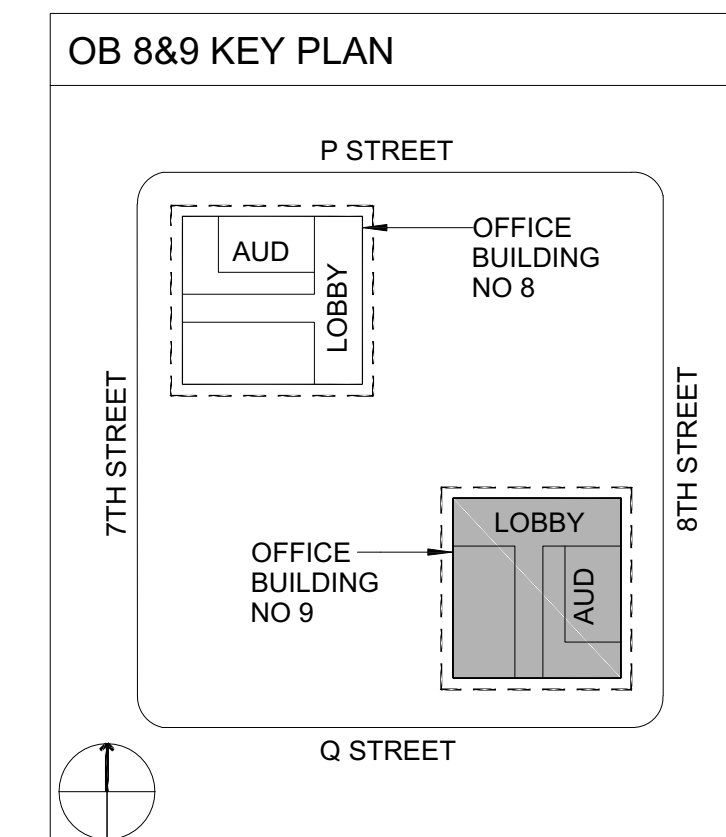 OB 8&9 KEY PLAN
P STREET
AUD
LOBBY
OFFICE
BUILDING
NO 8
7TH STREET
8TH STREET
LOBBY
AUD
OFFICE
BUILDING
NO 9
Q STREET